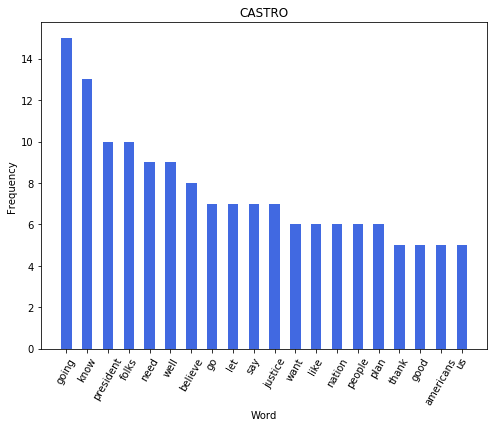 CASTRO
Frequency
14
12
10
8
6
4
2
0
going know president folks need well believe go let say justice want like nation people plan thank good americans us
Word